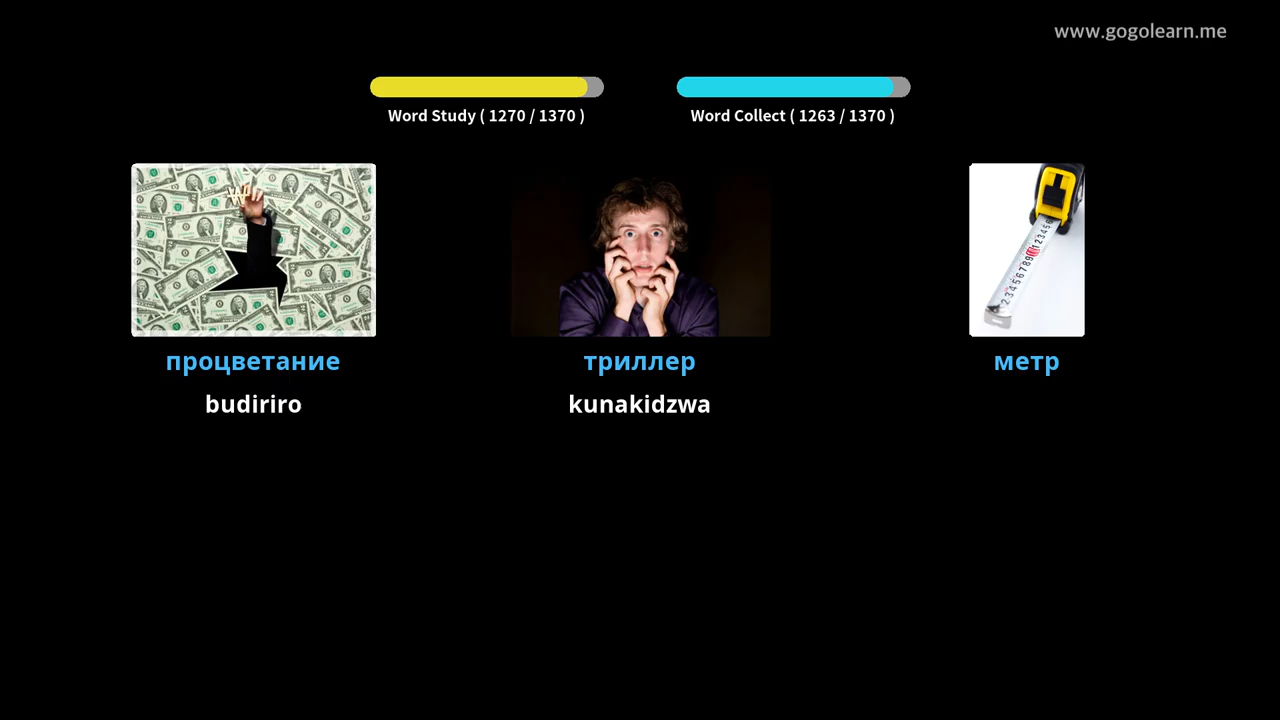 www.gogolearn.me
Word Study ( 1270 / 1370 )
Word Collect ( 1263 / 1370 )
процветание
триллер
метр
budiriro
kunakidzwa